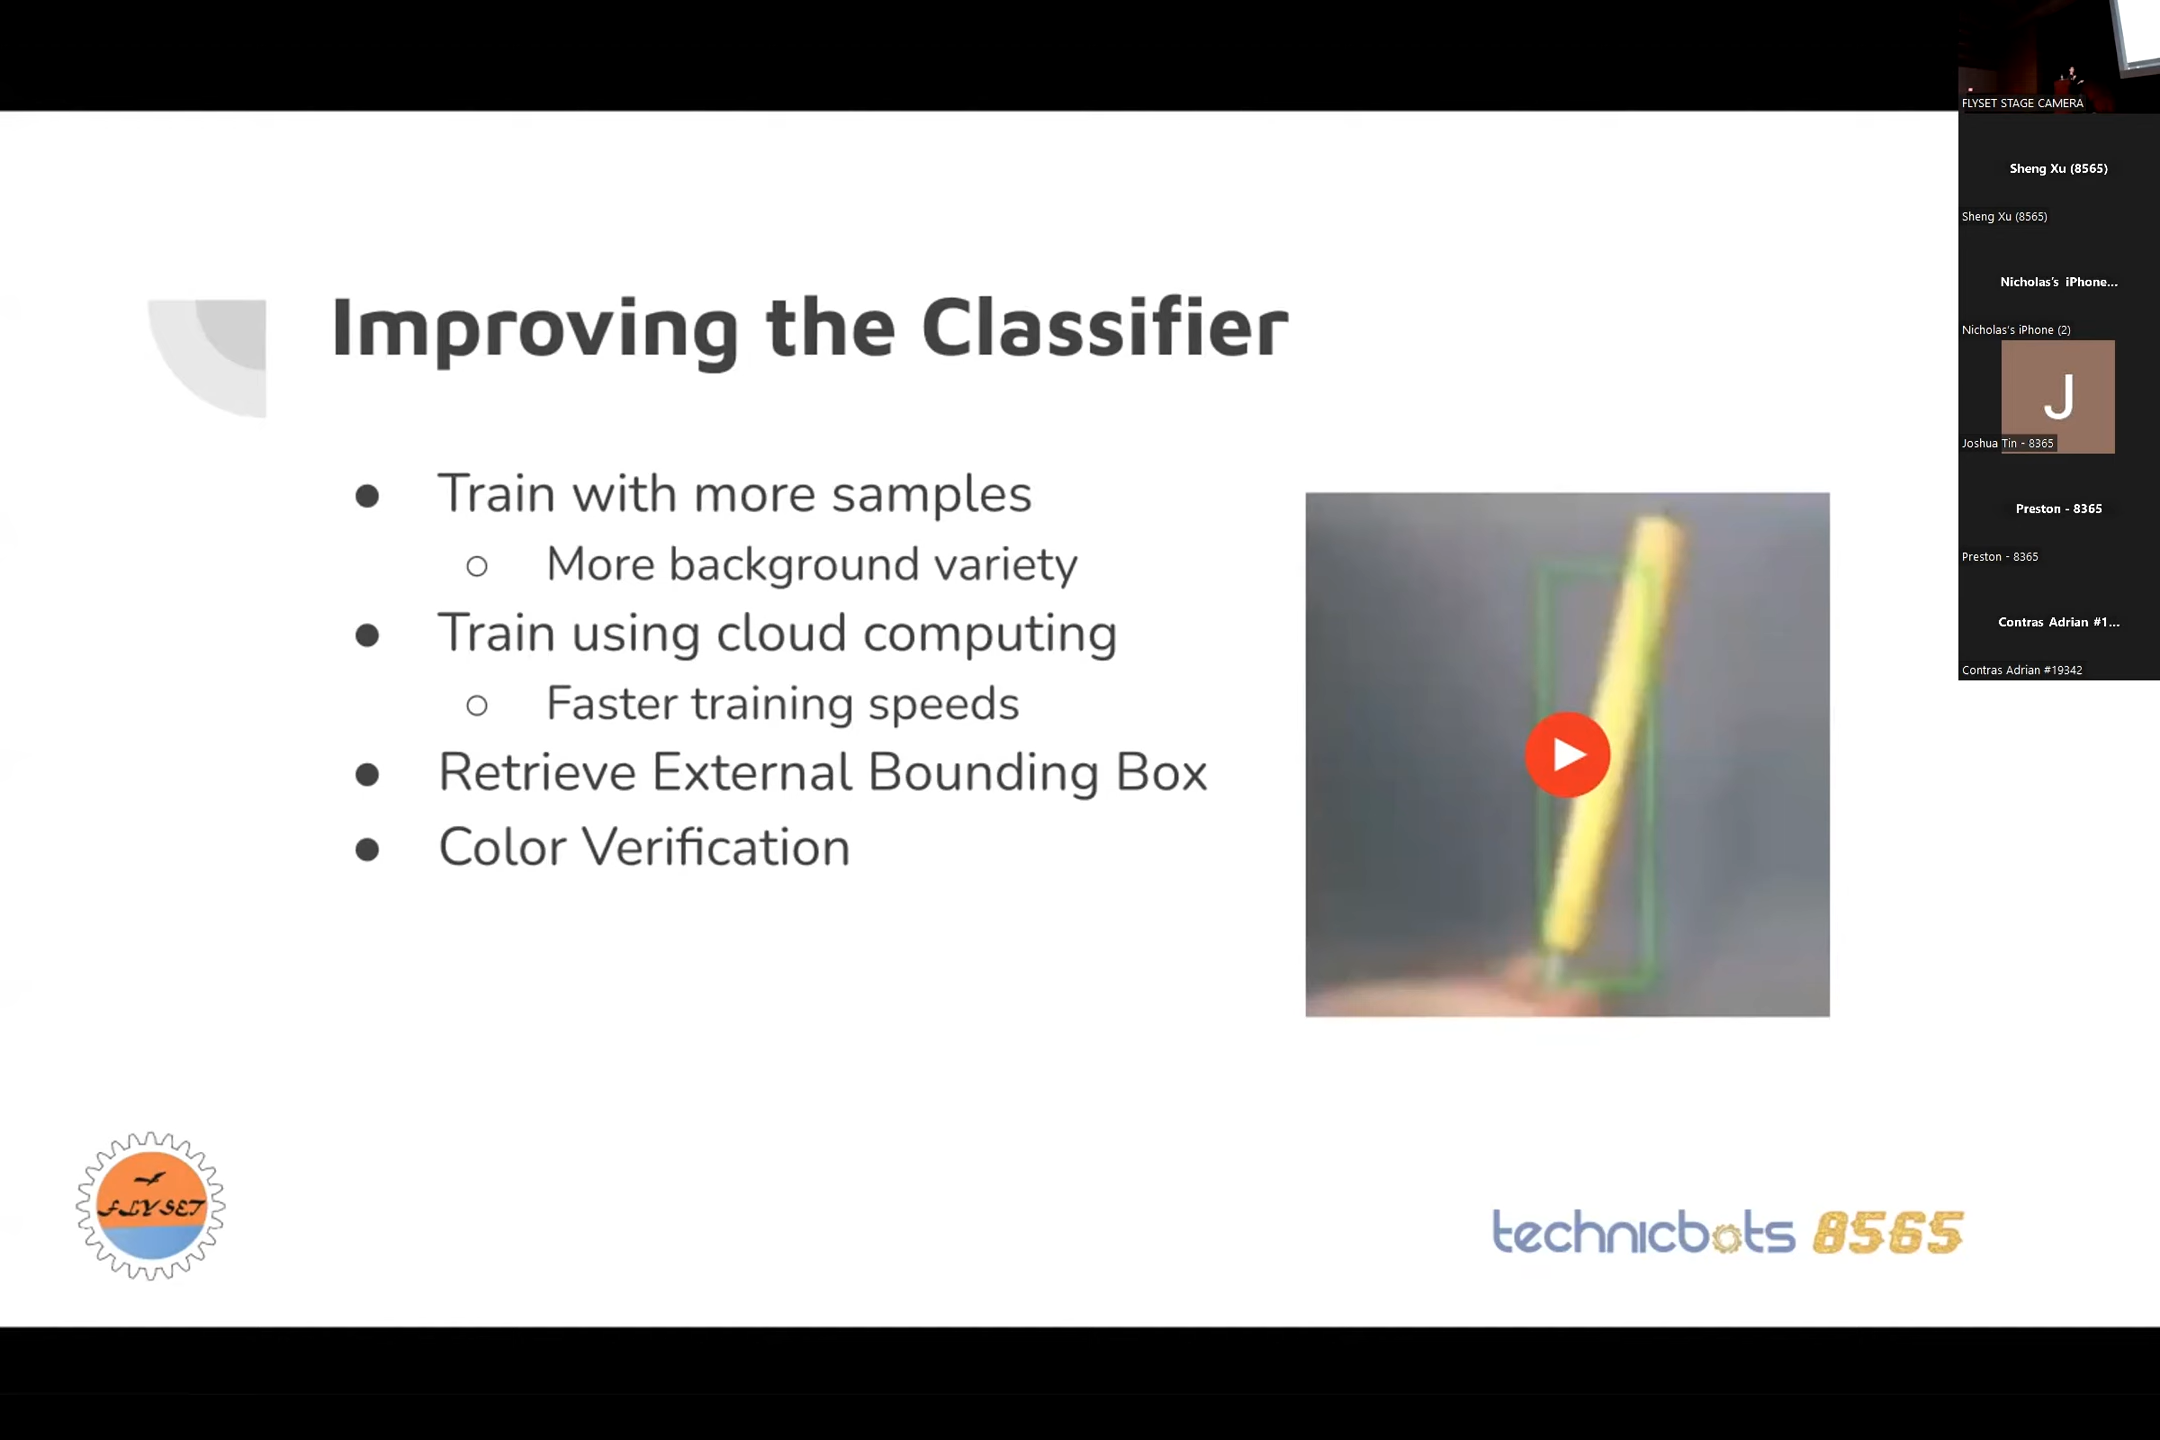 FLYSET STAGE CAMERA
Sheng Xu (8565)
Sheng Xu (8565)
Nicholas's iPhone...
Nicholas's iPhone (2)
J
Joshua Tin - 8365
Preston - 8365
Preston - 8365
Contras Adrian #1...
Contras Adrian #19342
Improving the Classifier
● Train with more samples
○ More background variety
● Train using cloud computing
○ Faster training speeds
● Retrieve External Bounding Box
● Color Verification
FLYSET
technicbots 8565